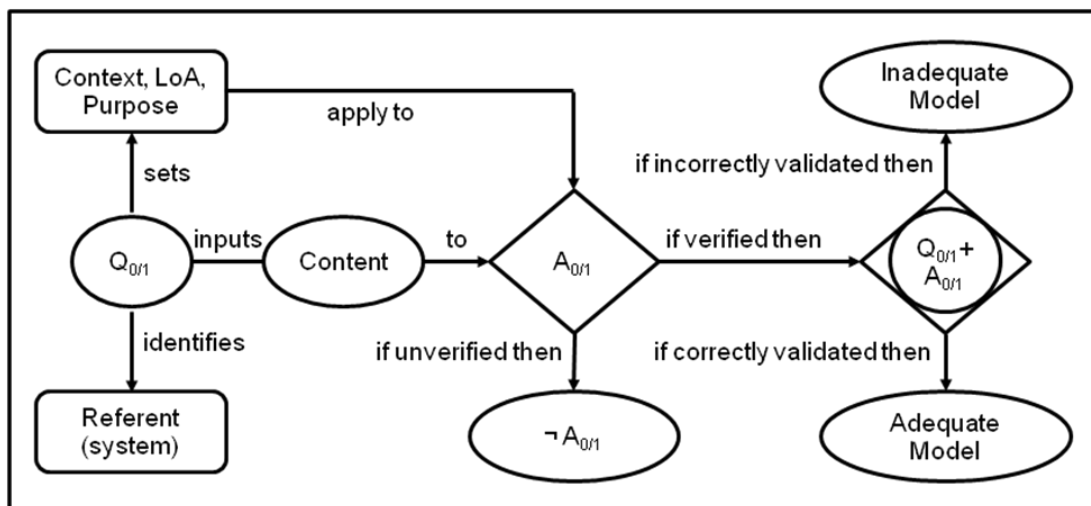 Context, LoA,
Purpose
apply to
Inadequate
Model
sets
if incorrectly validated then
Q0/1
inputs
Content
to
A0/1
if verified then
Q0/1 +
A0/1
identifies
if unverified then
if correctly validated then
Referent
(system)
¬ A0/1
Adequate
Model